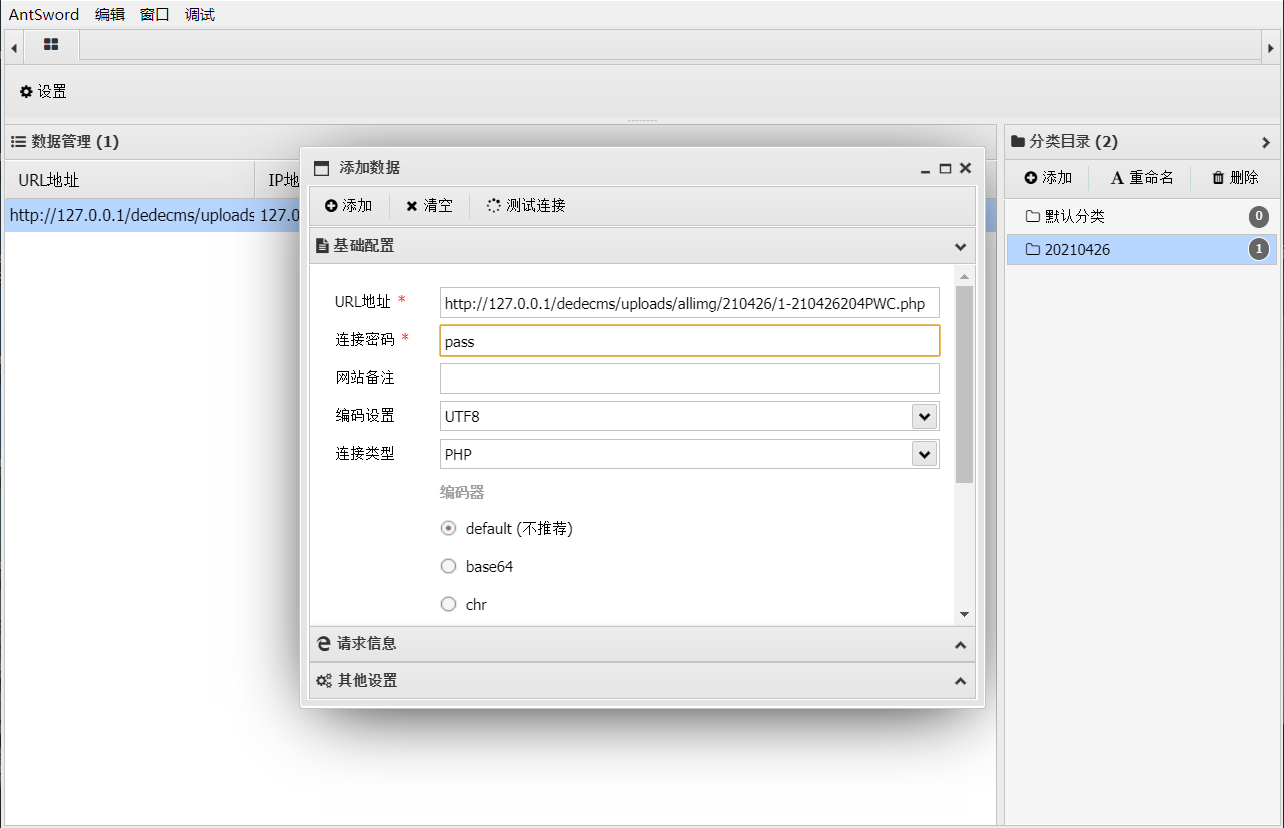 AntSword 编辑 窗口 调试
设置
数据管理 (1)
URL地址 IP地
http://127.0.0.1/dedecms/uploads 127.0
添加数据
添加 清空 测试连接
基础配置
URL地址 * http://127.0.0.1/dedecms/uploads/allimg/210426/1-210426204PWC.php
连接密码 * pass
网站备注
编码设置 UTF8
连接类型 PHP
编码器
default (不推荐)
base64
chr
请求信息
其他设置
分类目录 (2)
添加 重命名 删除
默认分类 0
20210426 1